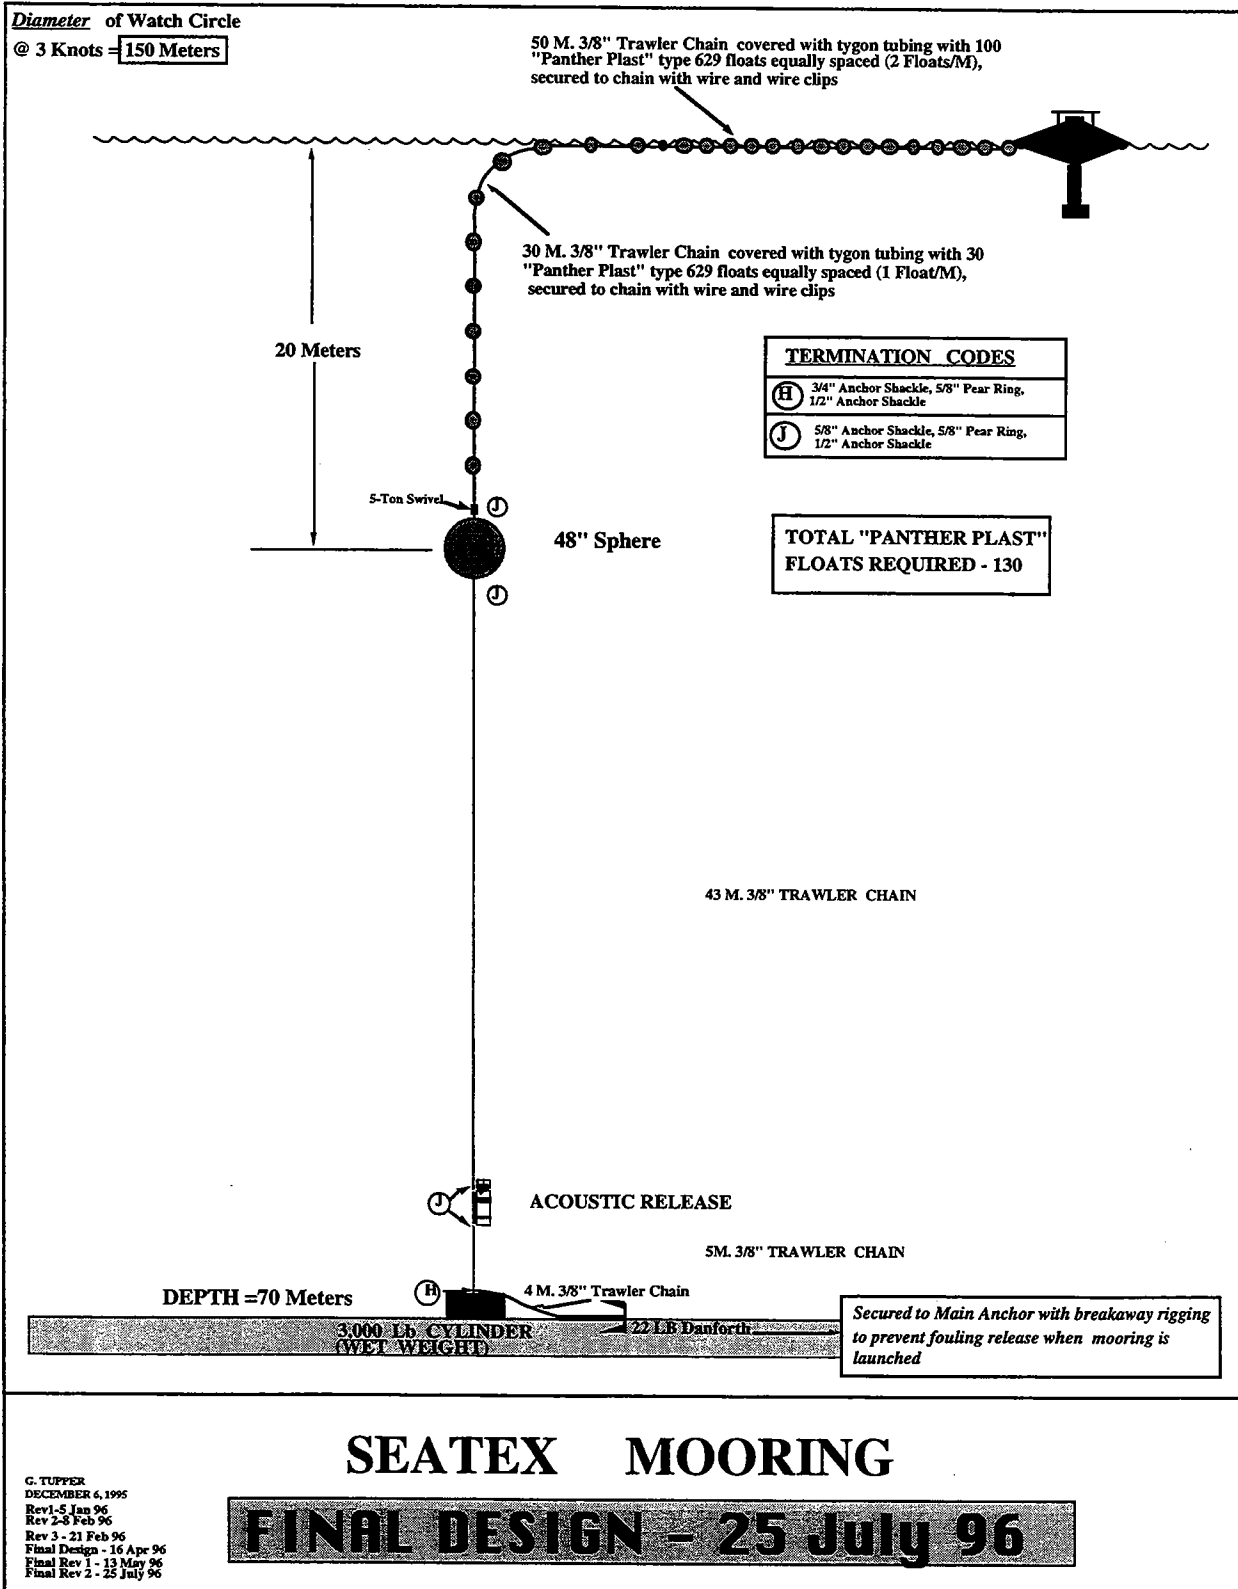 Diameter of Watch Circle
@ 3 Knots = 150 Meters
50 M. 3/8" Trawler Chain covered with tygon tubing with 100
"Panther Plast" type 629 floats equally spaced (2 Floats/M),
secured to chain with wire and wire clips
30 M. 3/8" Trawler Chain covered with tygon tubing with 30
"Panther Plast" type 629 floats equally spaced (1 Float/M),
secured to chain with wire and wire clips
20 Meters
TERMINATION CODES
H 3/4" Anchor Shackle, 5/8" Pear Ring,
1/2" Anchor Shackle
J 5/8" Anchor Shackle, 5/8" Pear Ring,
1/2" Anchor Shackle
5-Ton Swivel
J
48" Sphere
TOTAL "PANTHER PLAST"
FLOATS REQUIRED - 130
J
43 M. 3/8" TRAWLER CHAIN
J
ACOUSTIC RELEASE
5M. 3/8" TRAWLER CHAIN
DEPTH =70 Meters
H
4 M. 3/8" Trawler Chain
3,000 Lb CYLINDER
(WET WEIGHT)
22 LB Danforth
Secured to Main Anchor with breakaway rigging
to prevent fouling release when mooring is
launched
SEATEX MOORING
G. TUPPER
DECEMBER 6, 1995
Rev1-5 Jan 96
Rev 2-8 Feb 96
Rev 3 - 21 Feb 96
Final Design - 16 Apr 96
Final Rev 1 - 13 May 96
Final Rev 2 - 25 July 96
FINAL DESIGN - 25 July 96